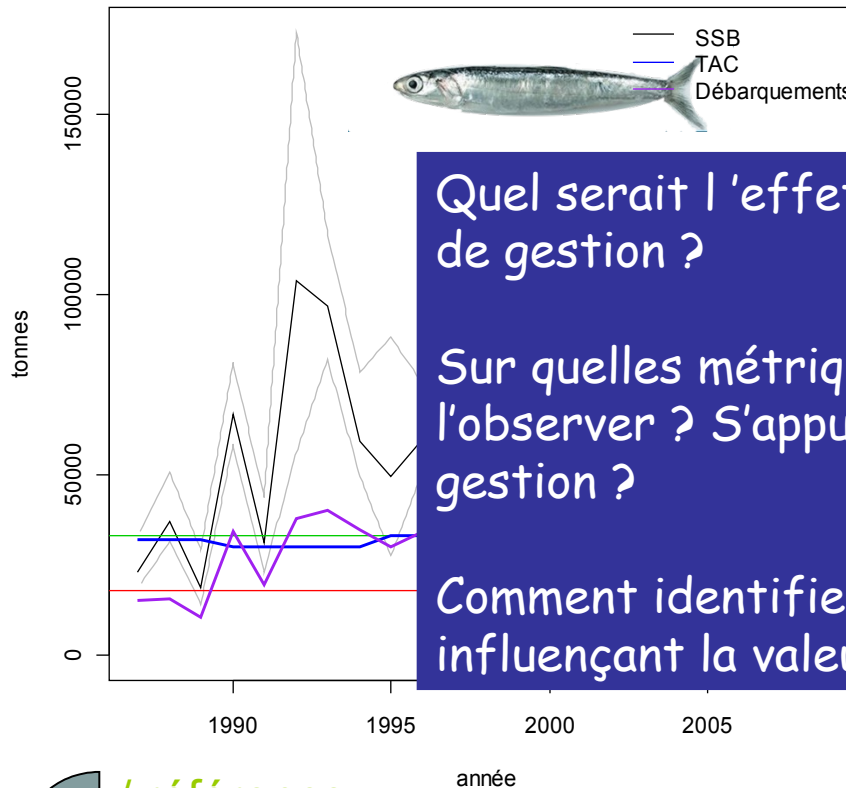 SSB
TAC
Débarquements
150000
100000
50000
0
tonnes
Quel serait l 'effet
de gestion ?
Sur quelles métriq
l'observer ? S'appu
gestion ?
Comment identifie
influençant la valeu
1990
1995
2000
2005
année